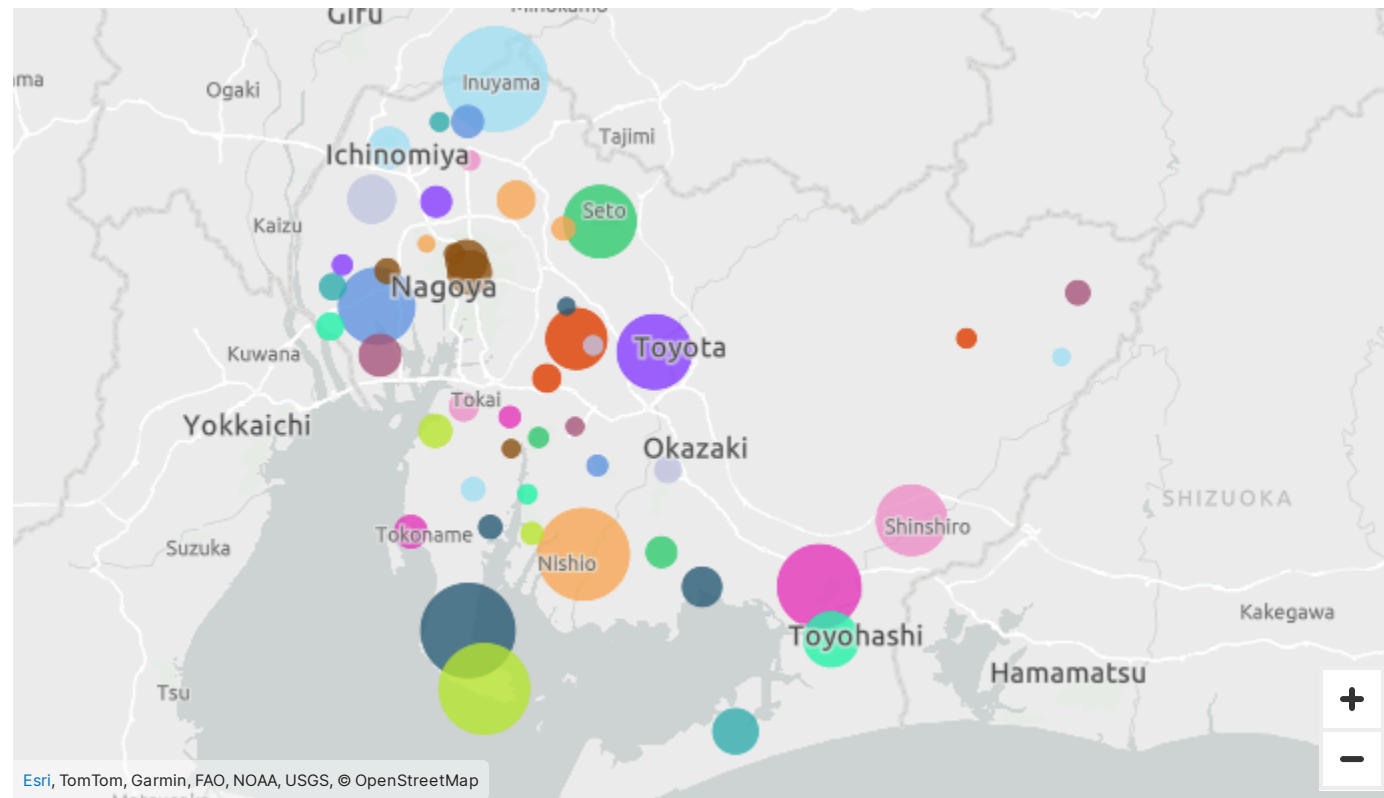 Gifu
Minokamo
Inuyama
Ogaki
Tajimi
Ichinomiya
Seto
Kaizu
Nagoya
Kuwana
Toyota
Tokai
Yokkaichi
Okazaki
SHIZUOKA
Shinshiro
Tokoname
Suzuka
Nishio
Kakegawa
Toyohashi
Hamamatsu
Tsu
+
−
Esri, TomTom, Garmin, FAO, NOAA, USGS, © OpenStreetMap